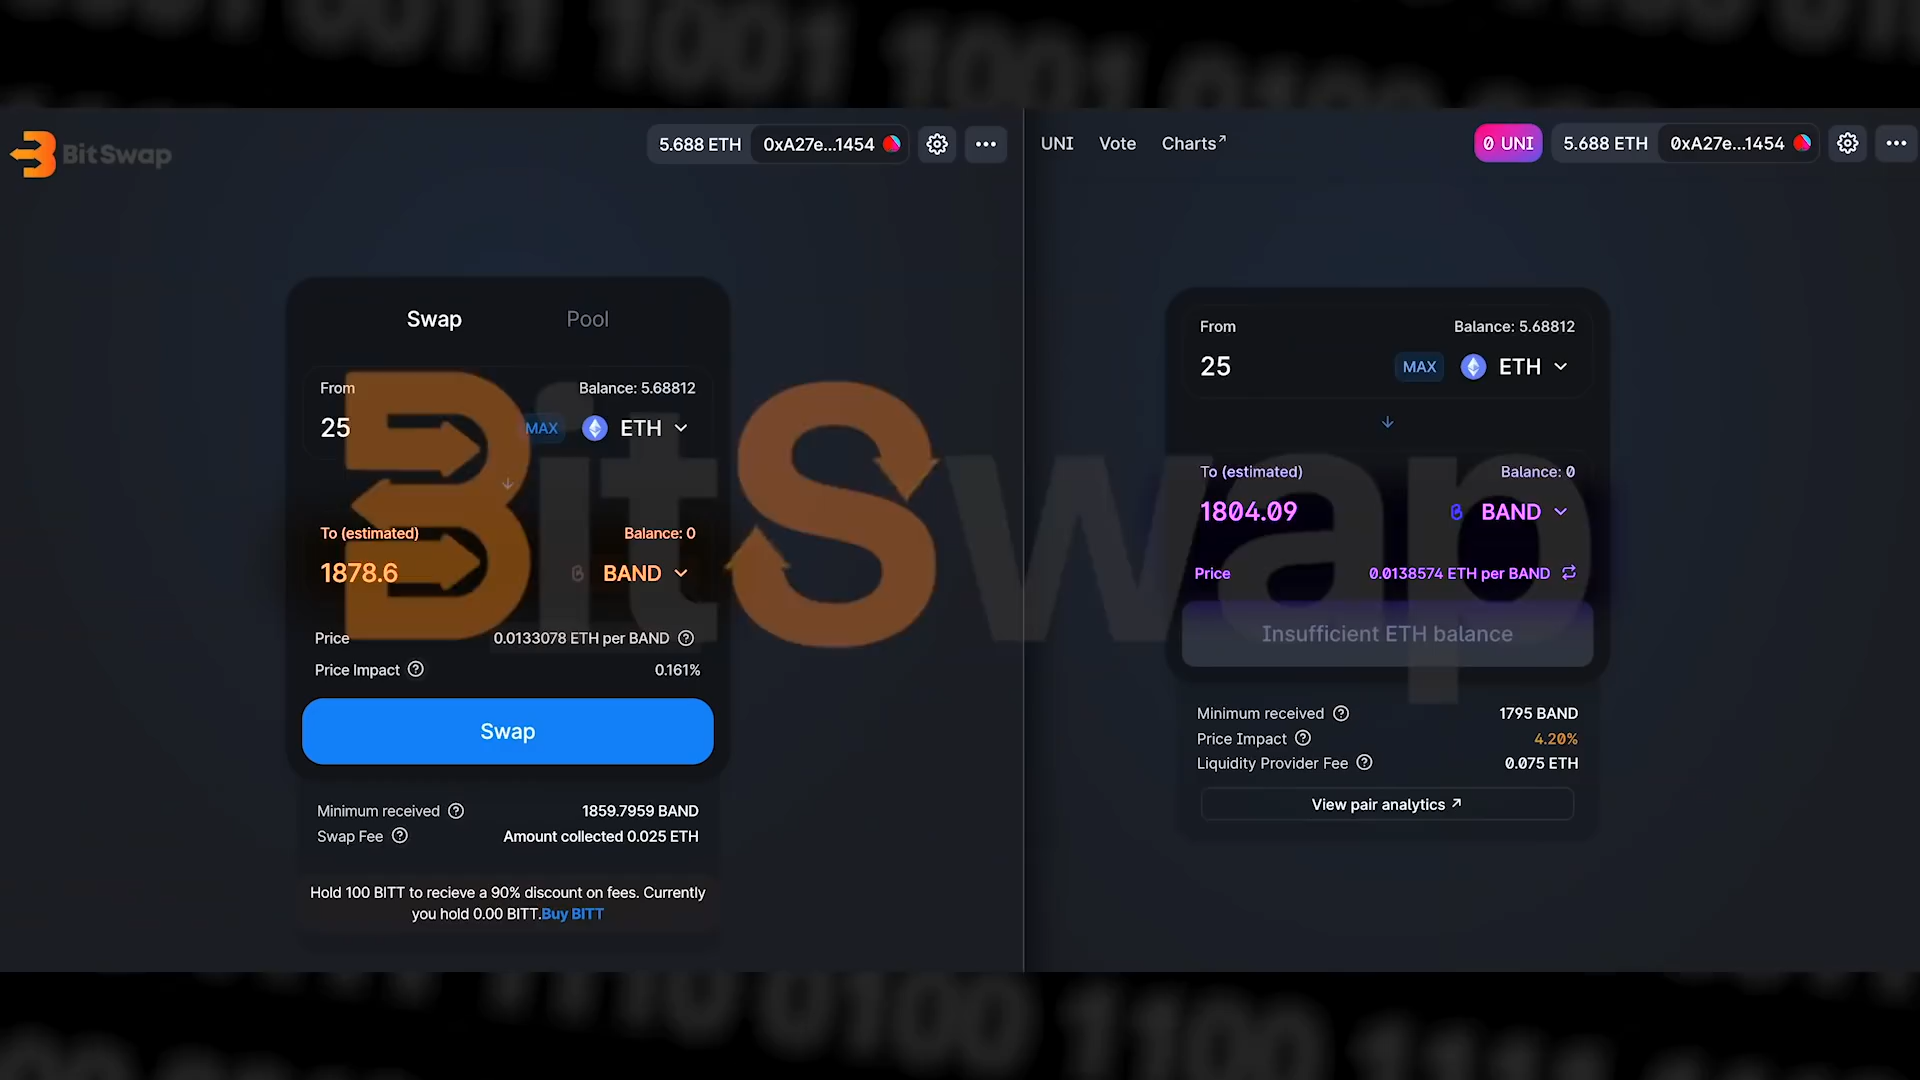 BitSwap
5.688 ETH 0xA27e...1454
Swap Pool
From Balance: 5.68812
25 MAX ETH
To (estimated) Balance: 0
1878.6 BAND
Price 0.0133078 ETH per BAND
Price Impact 0.161%
Swap
Minimum received 1859.7959 BAND
Swap Fee Amount collected 0.025 ETH
Hold 100 BITT to recieve a 90% discount on fees. Currently
you hold 0.00 BITT.Buy BITT
UNI Vote Charts↗ 0 UNI 5.688 ETH 0xA27e...1454
From Balance: 5.68812
25 MAX ETH
To (estimated) Balance: 0
1804.09 BAND
Price 0.0138574 ETH per BAND
Insufficient ETH balance
Minimum received 1795 BAND
Price Impact 4.20%
Liquidity Provider Fee 0.075 ETH
View pair analytics ↗
BitSwap